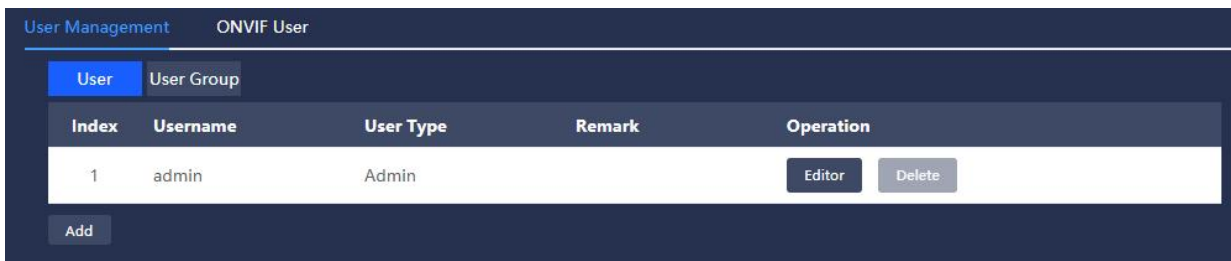 User Management ONVIF User
User User Group
Index Username User Type Remark Operation
1 admin Admin Editor Delete
Add